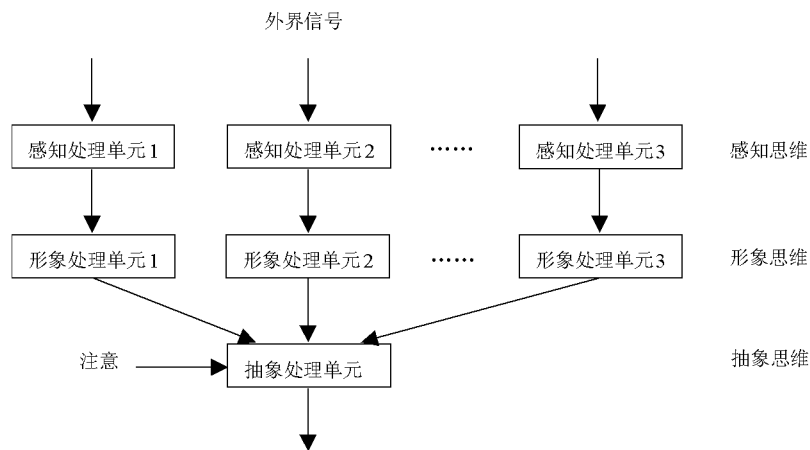 外界信号
感知处理单元1 感知处理单元2 …… 感知处理单元3 感知思维
形象处理单元1 形象处理单元2 …… 形象处理单元3 形象思维
注意 抽象处理单元 抽象思维